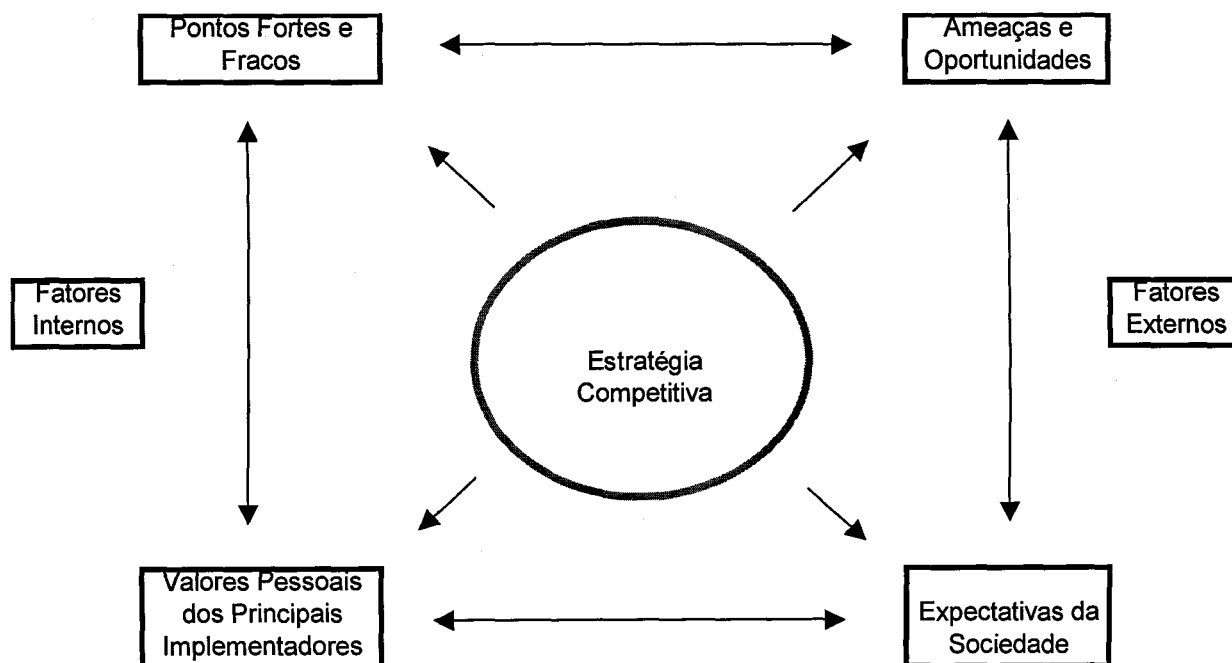 Pontos Fortes e
Fracos
Ameaças e
Oportunidades
Fatores
Internos
Estratégia
Competitiva
Fatores
Externos
Valores Pessoais
dos Principais
Implementadores
Expectativas da
Sociedade